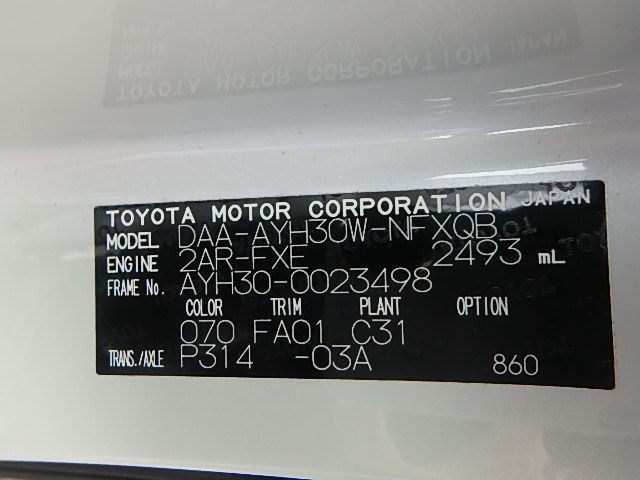 TOYOTA MOTOR CORPORATION JAPAN
MODEL DAA-AYH30W-NFXQB
ENGINE 2AR-FXE 2493 mL
FRAME No. AYH30-0023498
COLOR TRIM PLANT OPTION
070 FA01 C31
TRANS./AXLE P314 -03A 860